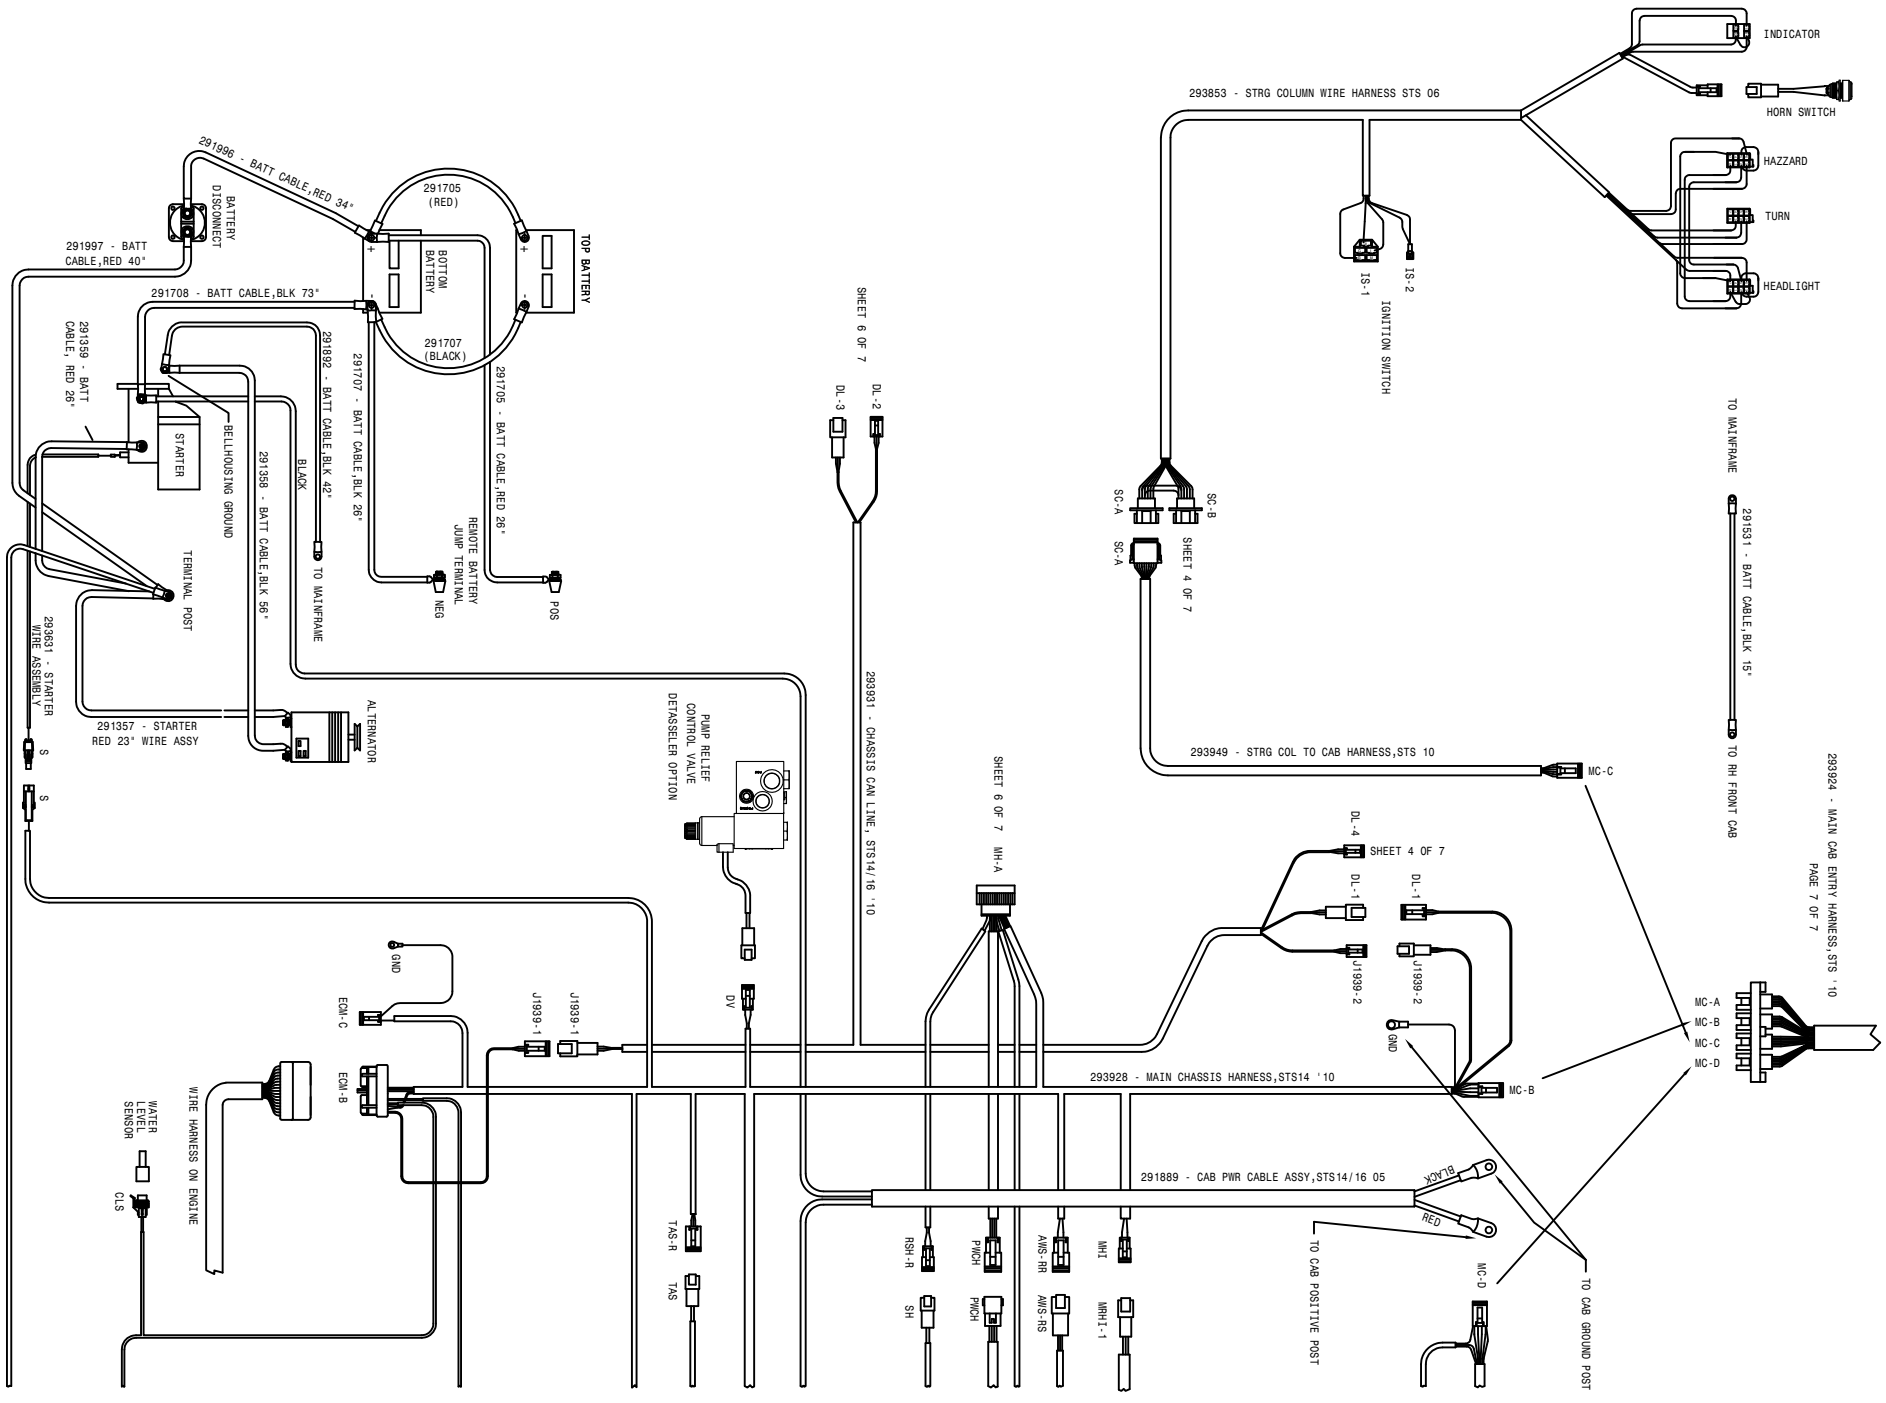 INDICATOR
HORN SWITCH
HAZZARD
TURN
HEADLIGHT
293853 - STRG COLUMN WIRE HARNESS STS 06
IS-1
IS-2
IGNITION SWITCH
291996 - BATT CABLE,RED 34"
BATTERY
DISCONNECT
291997 - BATT
CABLE,RED 40"
291705
(RED)
TOP BATTERY
BOTTOM
BATTERY
+
-
+
-
291708 - BATT CABLE,BLK 73"
291707
(BLACK)
291359 - BATT
CABLE, RED 26"
291892 - BATT CABLE,BLK 42"
291707 - BATT CABLE,BLK 26"
291705 - BATT CABLE,RED 26"
STARTER
BELLHOUSING GROUND
291358 - BATT CABLE,BLK 56"
BLACK
TO MAINFRAME
REMOTE BATTERY
JUMP TERMINAL
NEG
POS
TERMINAL POST
293631 - STARTER
WIRE ASSEMBLY
291357 - STARTER
RED 23" WIRE ASSY
ALTERNATOR
S
S
SHEET 6 OF 7
DL-3
DL-2
293931 - CHASSIS CAN LINE, STS14/16 '10
PUMP RELIEF
CONTROL VALVE
DETASSELER OPTION
DV
SC-A
SC-B
SC-A
SHEET 4 OF 7
293949 - STRG COL TO CAB HARNESS,STS 10
MC-C
TO MAINFRAME
291531 - BATT CABLE,BLK 15"
TO RH FRONT CAB
293924 - MAIN CAB ENTRY HARNESS,STS '10
PAGE 7 OF 7
MC-A
MC-B
MC-C
MC-D
SHEET 6 OF 7
MH-A
DL-4
SHEET 4 OF 7
DL-1
DL-1
J1939-2
J1939-2
GND
MC-B
GND
ECM-C
ECM-B
J1939-1
J1939-1
293928 - MAIN CHASSIS HARNESS,STS14 '10
WIRE HARNESS ON ENGINE
WATER
LEVEL
SENSOR
CLS
291889 - CAB PWR CABLE ASSY,STS14/16 05
BLACK
RED
TAS-R
TAS
RSH-R
SH
PWCH
PWCH
AWS-RR
AWS-RS
MHI
MRHI-1
TO CAB POSITIVE POST
MC-D
TO CAB GROUND POST